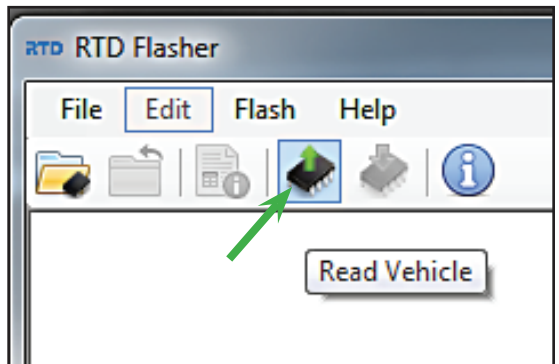 RTD RTD Flasher
File Edit Flash Help
Read Vehicle